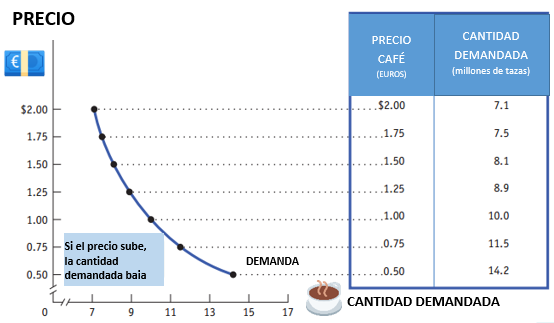 PRECIO
$2.00
1.75
1.50
1.25
1.00
0.75
0.50
0
7
9
11
13
15
17
Si el precio sube,
la cantidad
demandada baia
DEMANDA
CANTIDAD DEMANDADA
PRECIO
CAFÉ
(EUROS)
CANTIDAD
DEMANDADA
(millones de tazas)
$2.00 7.1
1.75 7.5
1.50 8.1
1.25 8.9
1.00 10.0
0.75 11.5
0.50 14.2